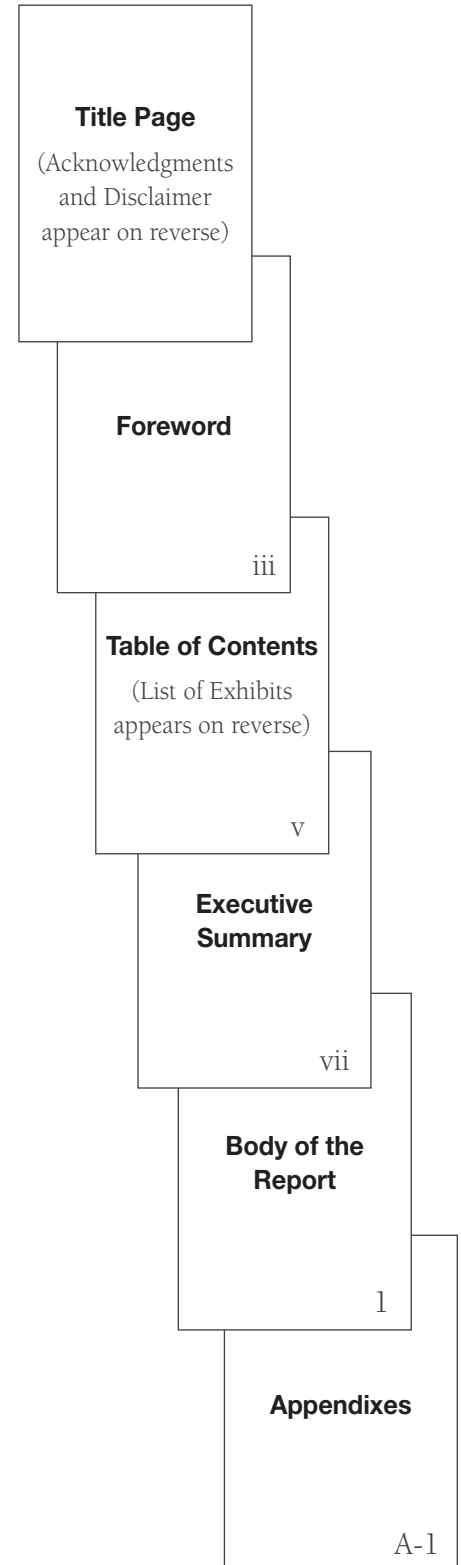 Title Page
(Acknowledgments
and Disclaimer
appear on reverse)
Foreword
iii
Table of Contents
(List of Exhibits
appears on reverse)
v
Executive
Summary
vii
Body of the
Report
1
Appendixes
A-1